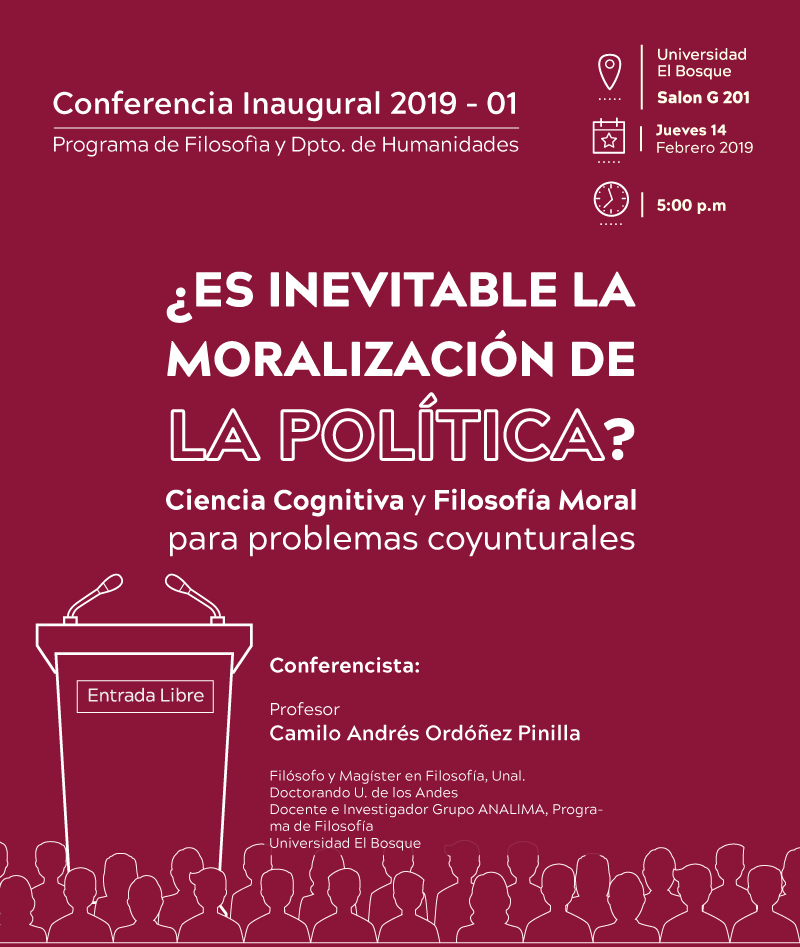 Conferencia Inaugural 2019 - 01
Programa de Filosofìa y Dpto. de Humanidades
Universidad
El Bosque
Salon G 201
Jueves 14
Febrero 2019
5:00 p.m
¿ES INEVITABLE LA
MORALIZACIÓN DE
LA POLÍTICA?
Ciencia Cognitiva y Filosofía Moral
para problemas coyunturales
Entrada Libre
Conferencista:
Profesor
Camilo Andrés Ordóñez Pinilla
Filósofo y Magíster en Filosofía, Unal.
Doctorando U. de los Andes
Docente e Investigador Grupo ANALIMA, Progra-
ma de Filosofía
Universidad El Bosque